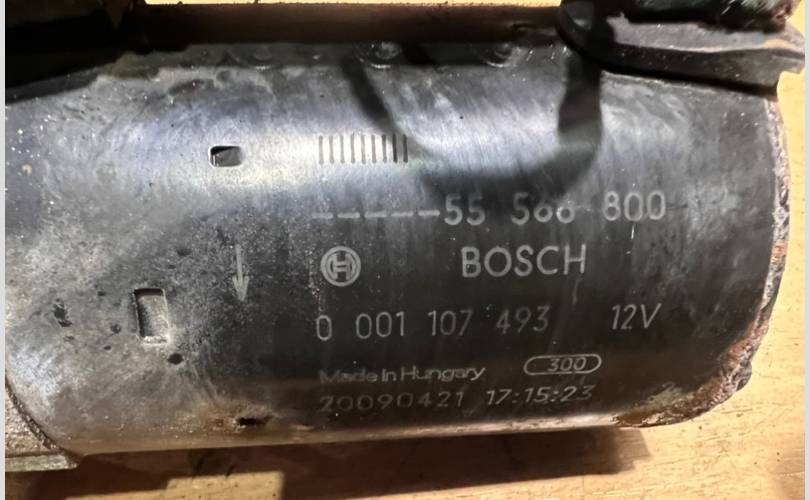 -----55 566 800
BOSCH
0 001 107 493 12V
Made In Hungary 300
20090421 17:15:23